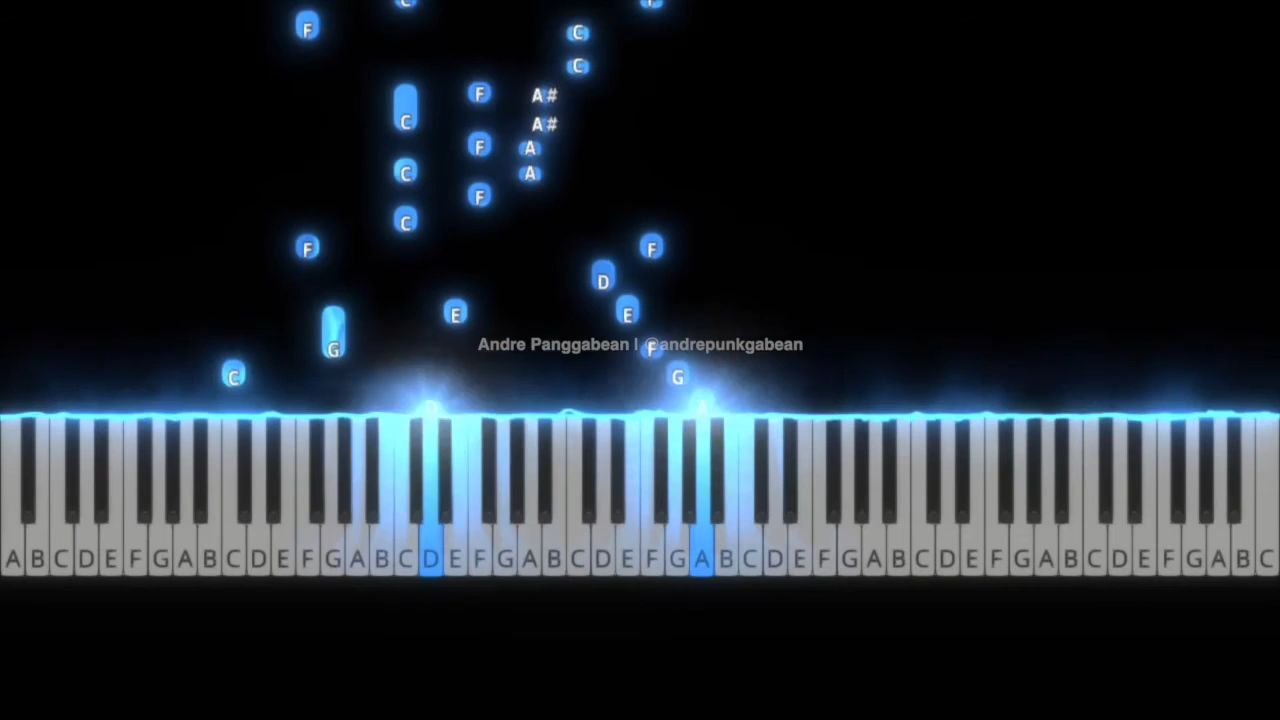 C F
F C
C
F A#
C A#
F A
C A
F
C
F F
D
E E
Andre Panggabean | @andrepunkgabean
G F
C G
D A
A B C D E F G A B C D E F G A B C D E F G A B C D E F G A B C D E F G A B C D E F G A B C D E F G A B C